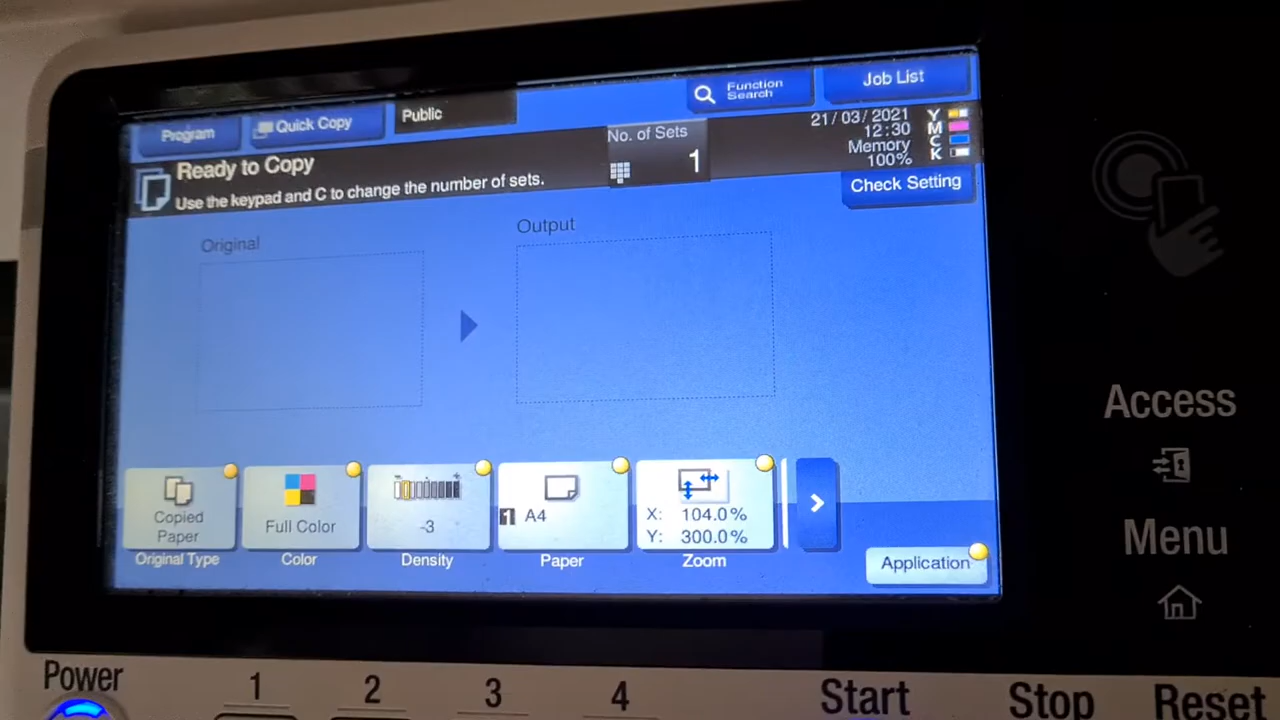 Program
Quick Copy
Public
Function
Search
Job List
Ready to Copy
Use the keypad and C to change the number of sets.
No. of Sets
1
21/03/2021
12:30
Memory
100%
Y
M
C
K
Check Setting
Original
Output
Copied
Paper
Original Type
Full Color
Color
-3
Density
1 A4
Paper
X: 104.0%
Y: 300.0%
Zoom
Application
Access
Menu
Power
1
2
3
4
Start
Stop
Reset